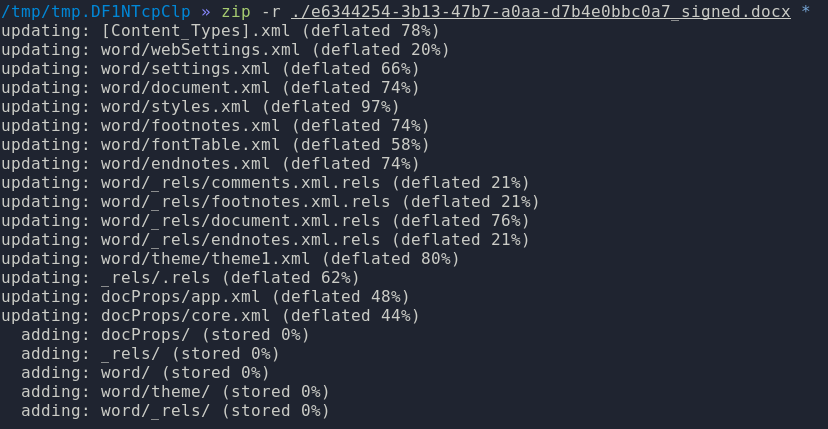 /tmp/tmp.DF1NTcpClp » zip -r ./e6344254-3b13-47b7-a0aa-d7b4e0bbc0a7_signed.docx *
updating: [Content_Types].xml (deflated 78%)
updating: word/webSettings.xml (deflated 20%)
updating: word/settings.xml (deflated 66%)
updating: word/document.xml (deflated 74%)
updating: word/styles.xml (deflated 97%)
updating: word/footnotes.xml (deflated 74%)
updating: word/fontTable.xml (deflated 58%)
updating: word/endnotes.xml (deflated 74%)
updating: word/_rels/comments.xml.rels (deflated 21%)
updating: word/_rels/footnotes.xml.rels (deflated 21%)
updating: word/_rels/document.xml.rels (deflated 76%)
updating: word/_rels/endnotes.xml.rels (deflated 21%)
updating: word/theme/theme1.xml (deflated 80%)
updating: _rels/.rels (deflated 62%)
updating: docProps/app.xml (deflated 48%)
updating: docProps/core.xml (deflated 44%)
  adding: docProps/ (stored 0%)
  adding: _rels/ (stored 0%)
  adding: word/ (stored 0%)
  adding: word/theme/ (stored 0%)
  adding: word/_rels/ (stored 0%)